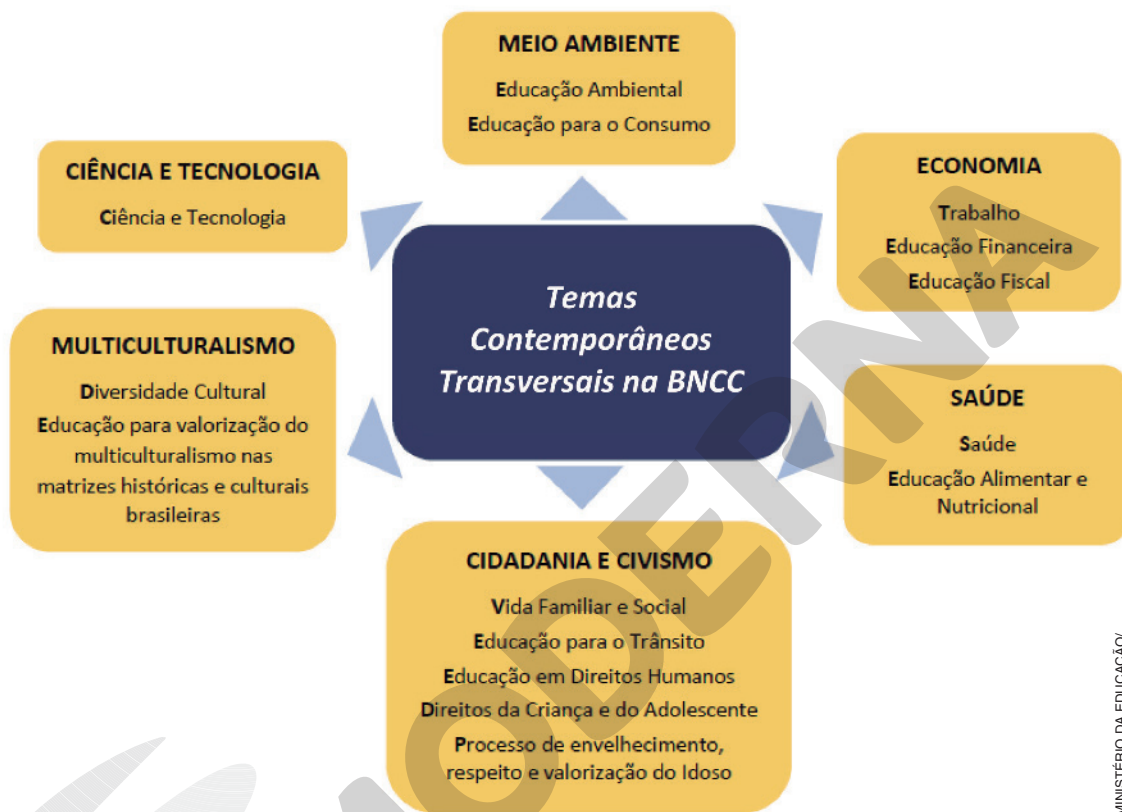 MEIO AMBIENTE
Educação Ambiental
Educação para o Consumo
CIÊNCIA E TECNOLOGIA
Ciência e Tecnologia
ECONOMIA
Trabalho
Educação Financeira
Educação Fiscal
Temas
Contemporâneos
Transversais na BNCC
MULTICULTURALISMO
Diversidade Cultural
Educação para valorização do
multiculturalismo nas
matrizes históricas e culturais
brasileiras
SAÚDE
Saúde
Educação Alimentar e
Nutricional
CIDADANIA E CIVISMO
Vida Familiar e Social
Educação para o Trânsito
Educação em Direitos Humanos
Direitos da Criança e do Adolescente
Processo de envelhecimento,
respeito e valorização do Idoso
MODERNA
MINISTÉRIO DA EDUCAÇÃO/